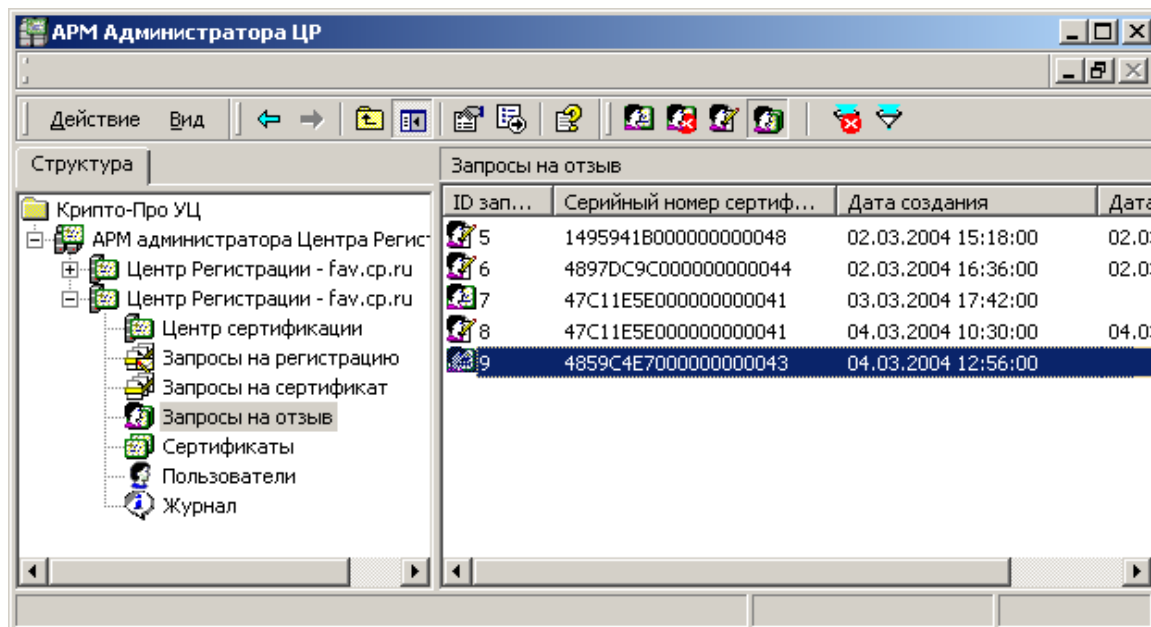 АРМ Администратора ЦР
Действие Вид
Структура
Запросы на отзыв
Крипто-Про УЦ
АРМ администратора Центра Регис
Центр Регистрации - fav.cp.ru
Центр Регистрации - fav.cp.ru
Центр сертификации
Запросы на регистрацию
Запросы на сертификат
Запросы на отзыв
Сертификаты
Пользователи
Журнал
ID зап... Серийный номер сертиф... Дата создания Дата
5 1495941B000000000048 02.03.2004 15:18:00 02.0
6 4897DC9C000000000044 02.03.2004 16:36:00 02.0
7 47C11E5E000000000041 03.03.2004 17:42:00
8 47C11E5E000000000041 04.03.2004 10:30:00 04.0
9 4859C4E7000000000043 04.03.2004 12:56:00